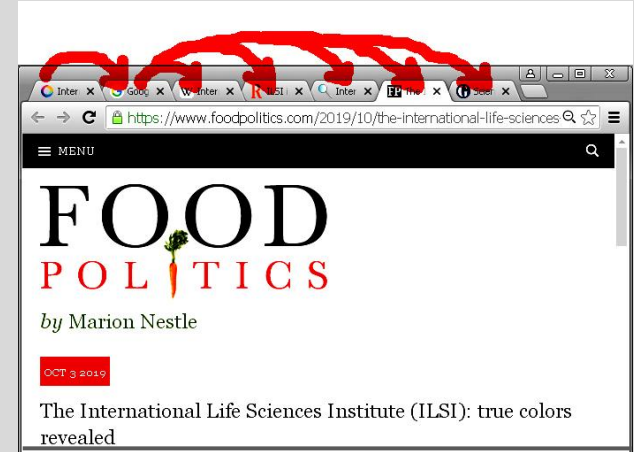 Inter Goog Inter ILSI Inter The
https://www.foodpolitics.com/2019/10/the-international-life-sciences
MENU
FOOD
POLITICS
by Marion Nestle
OCT 3 2019
The International Life Sciences Institute (ILSI): true colors
revealed